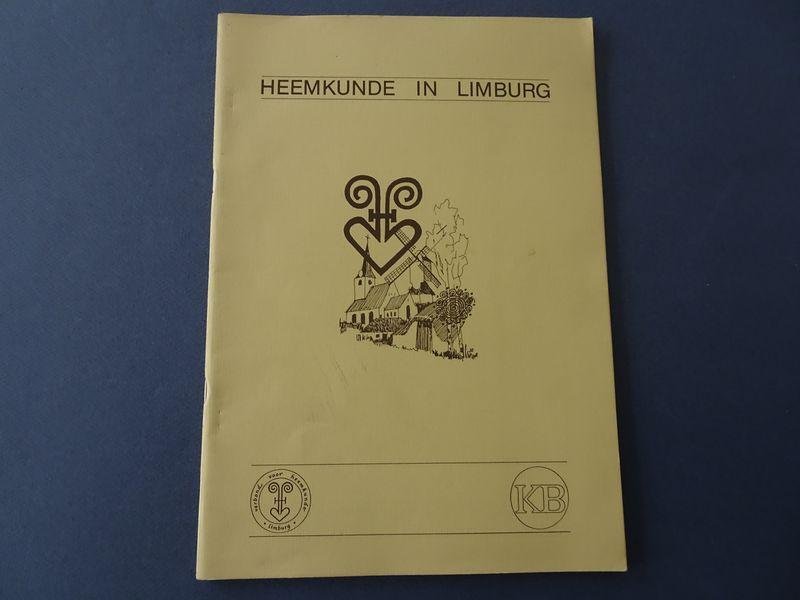 HEEMKUNDE IN LIMBURG
verbond voor heemkunde
limburg
KB